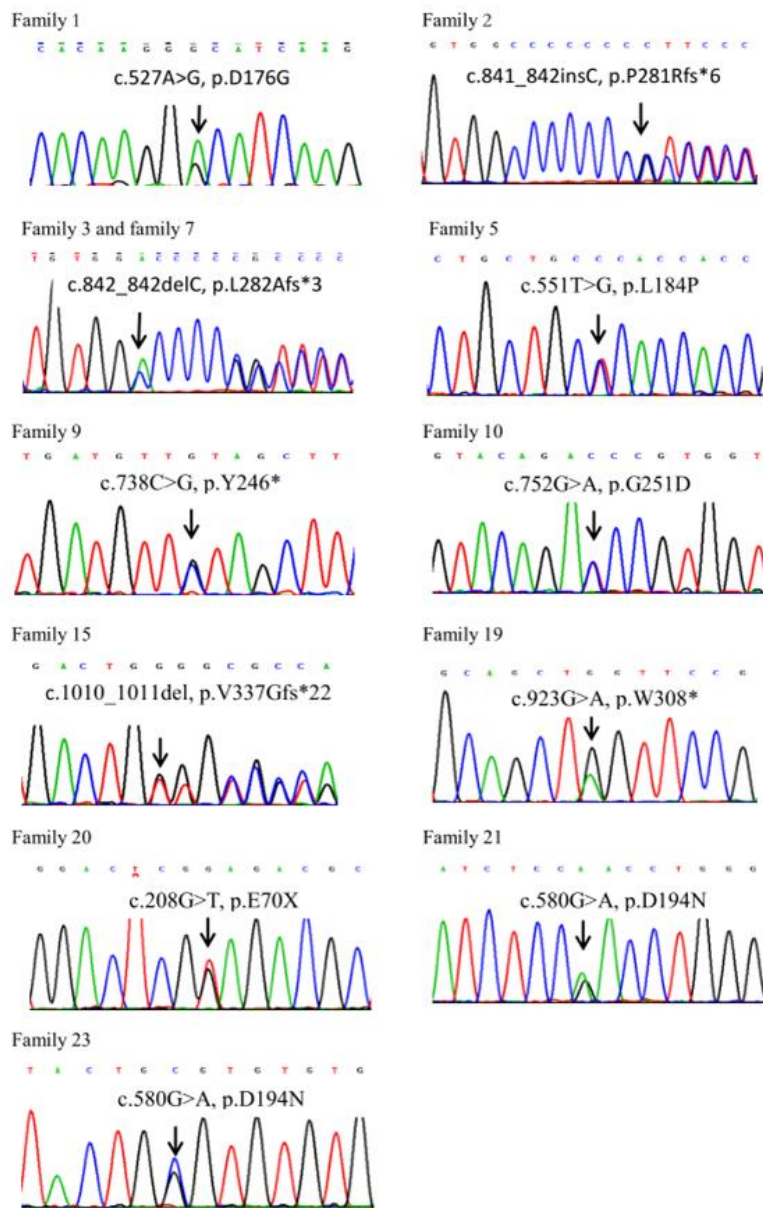 Family 1
C A C A A G G G C A T C A A G
c.527A>G, p.D176G
Family 2
G T G G C C C C C C C C T T C C C
c.841_842insC, p.P281Rfs*6
Family 3 and family 7
T G T G G A C C C C C G C C C C
c.842_842delC, p.L282Afs*3
Family 5
C T G C T G C C C A C C A C C
c.551T>G, p.L184P
Family 9
T G A T G T T G T A G C T T
c.738C>G, p.Y246*
Family 10
G T A C A G A C C C G T G G T
c.752G>A, p.G251D
Family 15
G A C T G G G G C G C C A
c.1010_1011del, p.V337Gfs*22
Family 19
G C A G C T G G T T C C G
c.923G>A, p.W308*
Family 20
G G A C T C G G A G A C G C
c.208G>T, p.E70X
Family 21
A T C T C C A A C C T G G G
c.580G>A, p.D194N
Family 23
T A C T G C G T G T G T G
c.580G>A, p.D194N